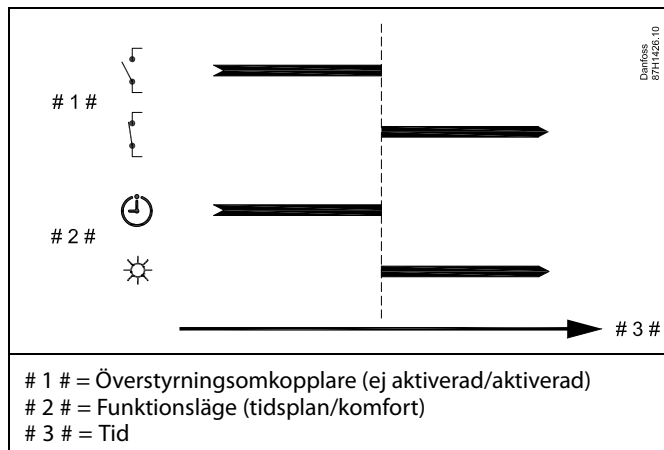 Danfoss
87H1426.10
# 1 #
# 2 #
# 3 #
# 1 # = Överstyrningsomkopplare (ej aktiverad/aktiverad)
# 2 # = Funktionsläge (tidsplan/komfort)
# 3 # = Tid